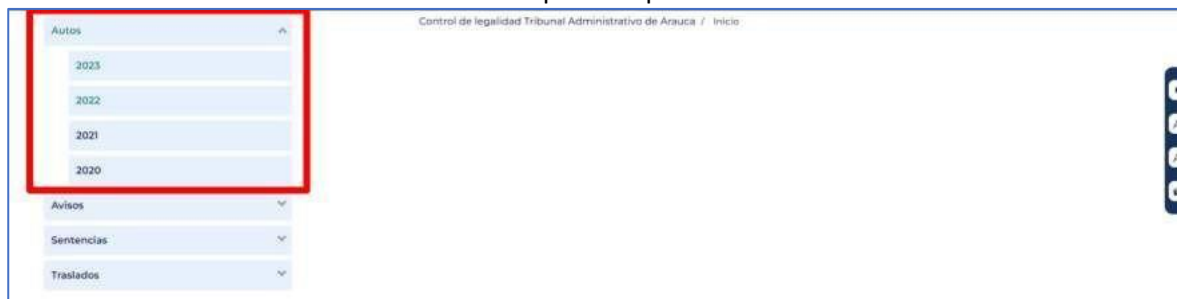 Control de legalidad Tribunal Administrativo de Arauca / Inicio
Autos
2023
2022
2021
2020
Avisos
Sentencias
Traslados